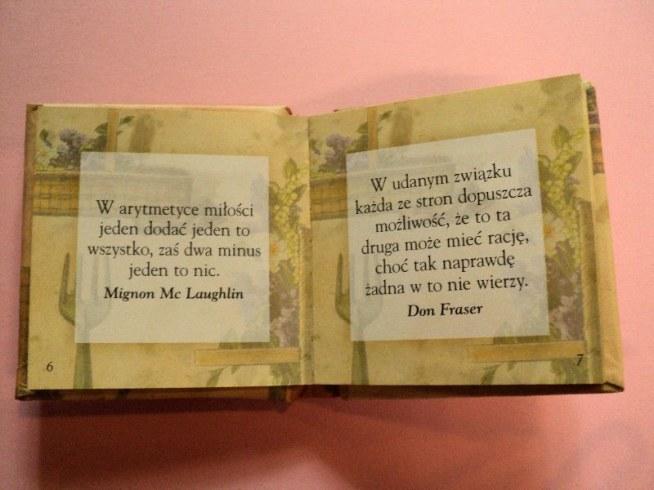 W arytmetyce miłości
jeden dodać jeden to
wszystko, zaś dwa minus
jeden to nic.
Mignon Mc Laughlin
6
W udanym związku
każda ze stron dopuszcza
możliwość, że to ta
druga może mieć rację,
choć tak naprawdę
żadna w to nie wierzy.
Don Fraser
7